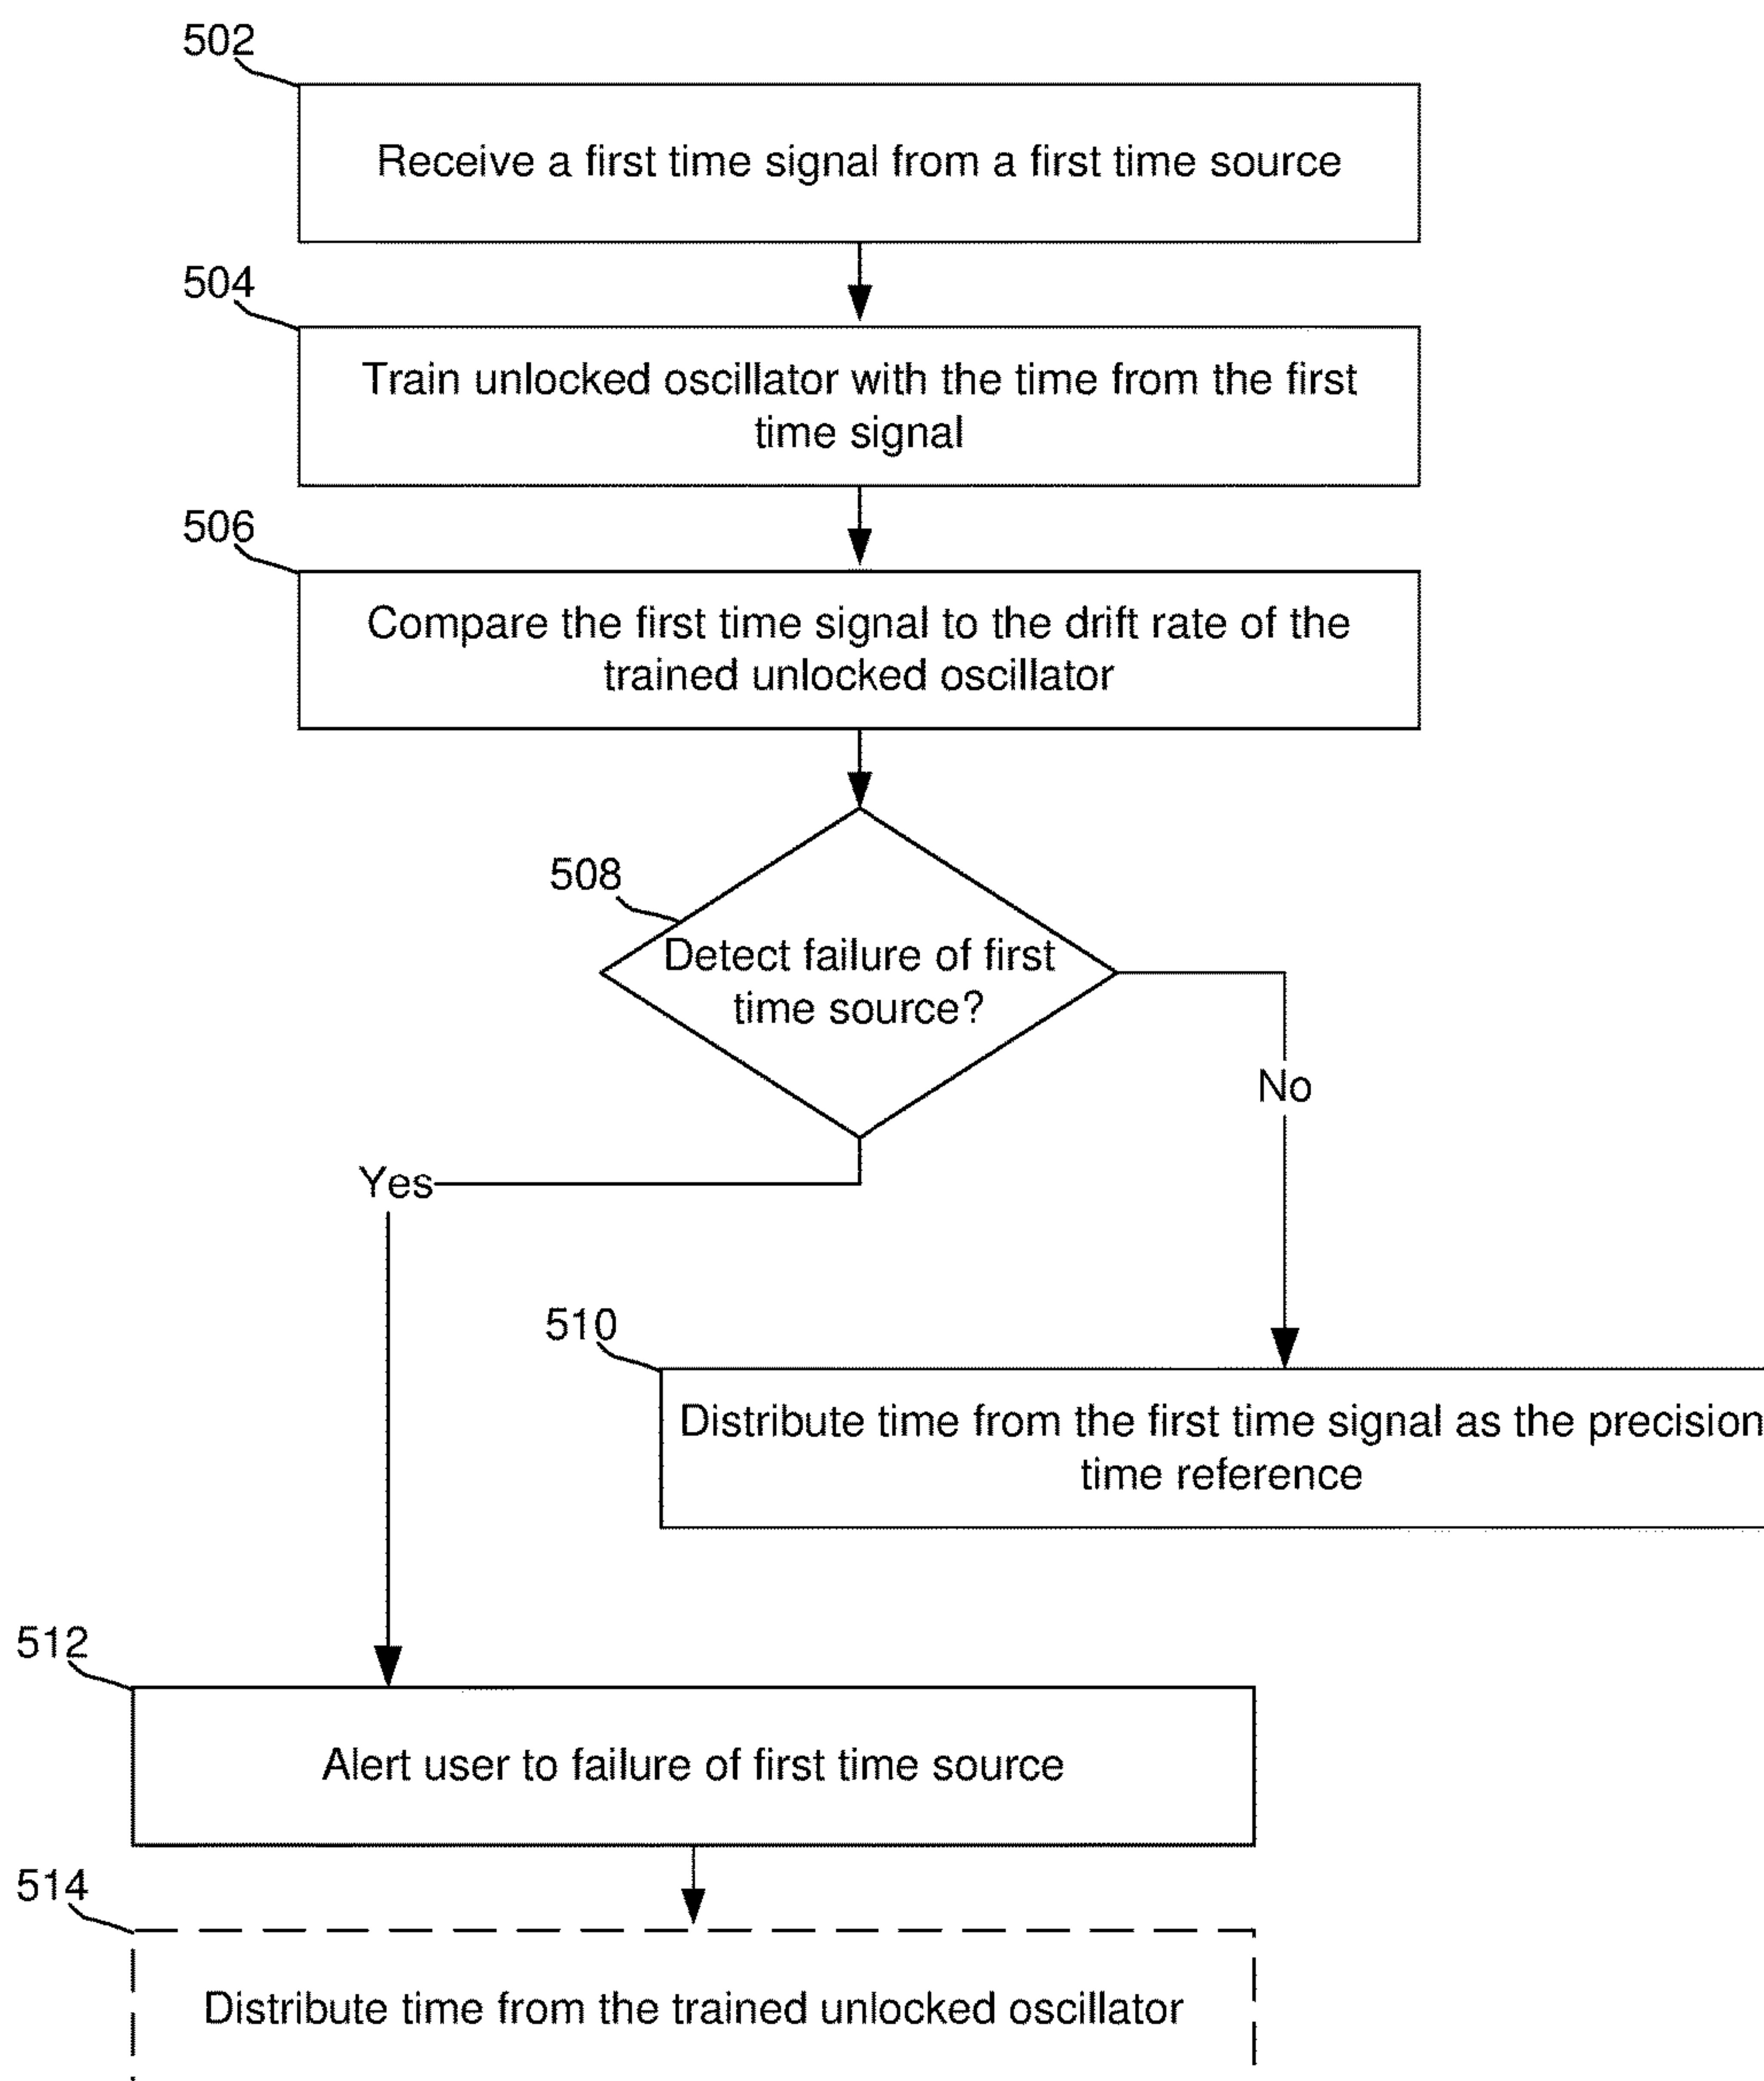 502
Receive a first time signal from a first time source
504
Train unlocked oscillator with the time from the first
time signal
506
Compare the first time signal to the drift rate of the
trained unlocked oscillator
508
Detect failure of first
time source?
No
Yes
510
Distribute time from the first time signal as the precision
time reference
512
Alert user to failure of first time source
514
Distribute time from the trained unlocked oscillator